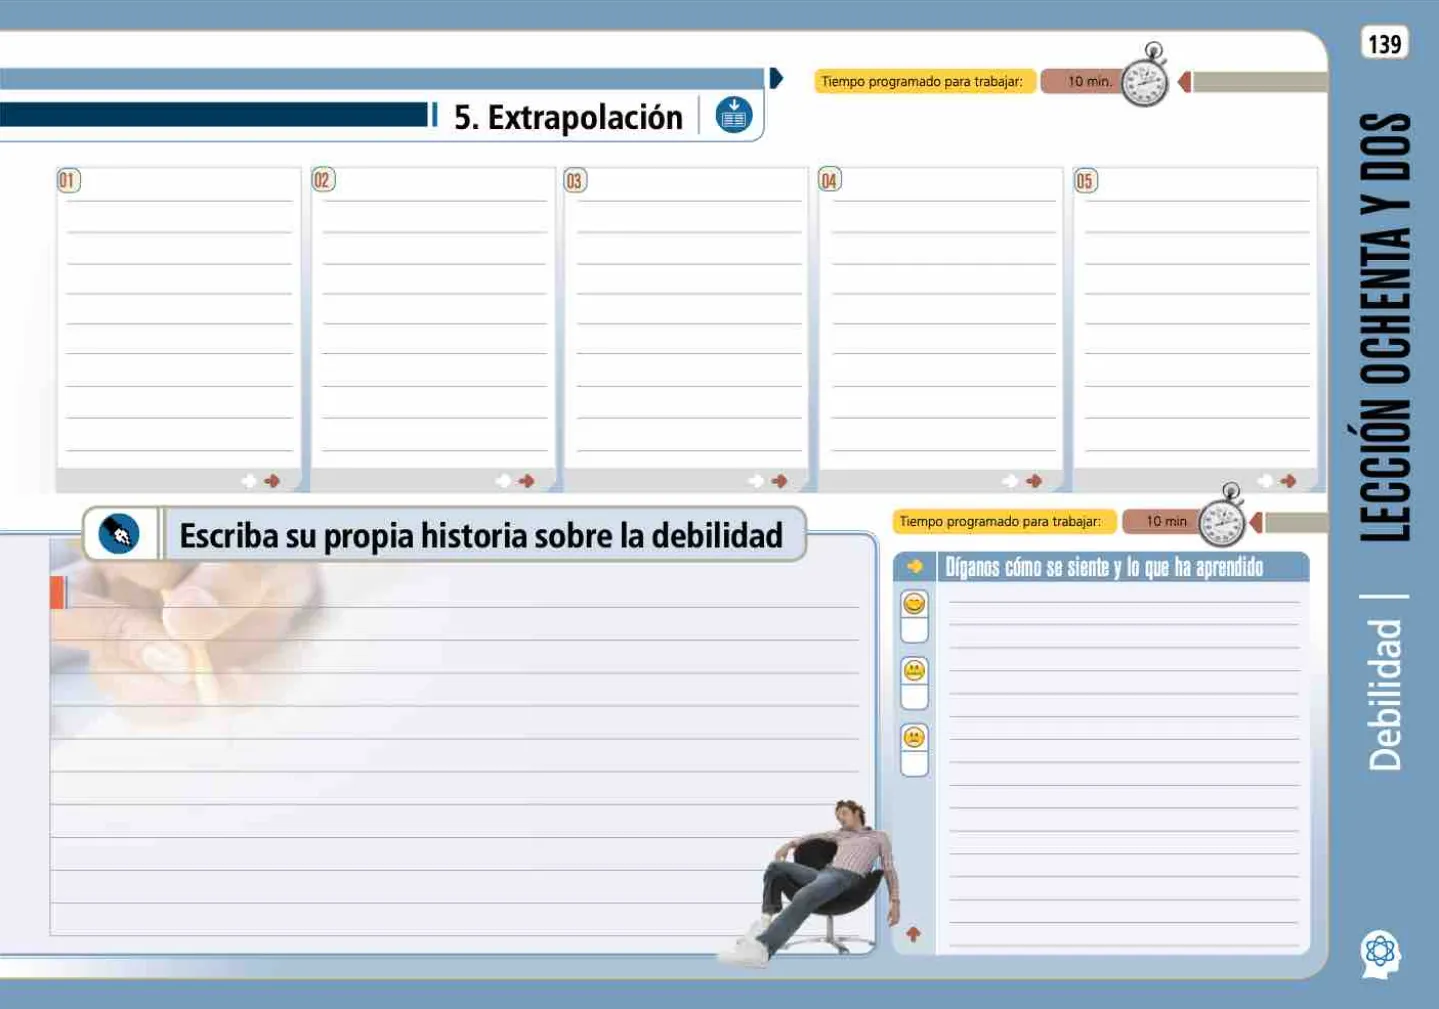 139
Tiempo programado para trabajar:
10 min.
5. Extrapolación
01
02
03
04
05
Escriba su propia historia sobre la debilidad
Tiempo programado para trabajar:
10 min
Díganos cómo se siente y lo que ha aprendido
LECCIÓN OCHENTA Y DOS
Debilidad